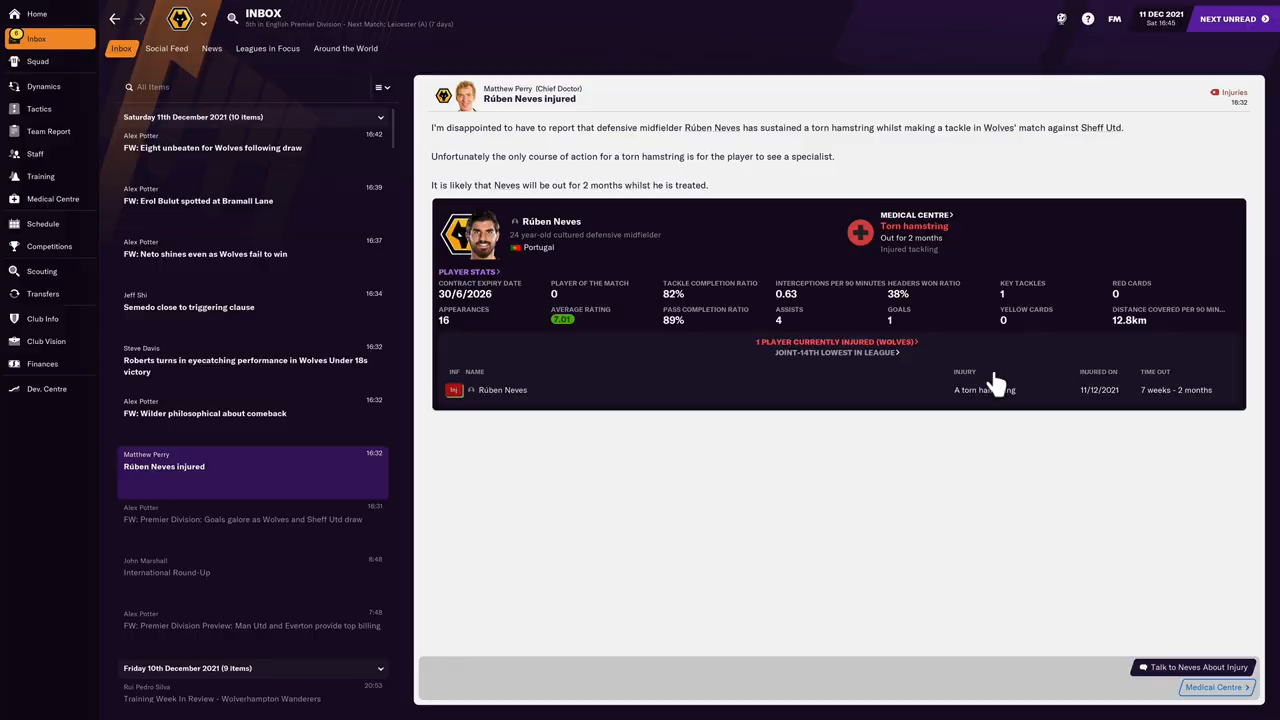 Home
Inbox
6
Squad
Dynamics
Tactics
Team Report
Staff
Training
Medical Centre
Schedule
Competitions
Scouting
Transfers
Club Info
Club Vision
Finances
Dev. Centre
INBOX
5th in English Premier Division - Next Match: Leicester (A) (7 days)
FM
11 DEC 2021
Sat 16:45
NEXT UNREAD
Inbox
Social Feed
News
Leagues in Focus
Around the World
All Items
Saturday 11th December 2021 (10 items)
Alex Potter 16:42
FW: Eight unbeaten for Wolves following draw
Alex Potter 16:39
FW: Erol Bulut spotted at Bramall Lane
Alex Potter 16:37
FW: Neto shines even as Wolves fail to win
Jeff Shi 16:34
Semedo close to triggering clause
Steve Davis 16:32
Roberts turns in eyecatching performance in Wolves Under 18s
victory
Alex Potter 16:32
FW: Wilder philosophical about comeback
Matthew Perry 16:32
Rúben Neves injured
Alex Potter 16:31
FW: Premier Division: Goals galore as Wolves and Sheff Utd draw
John Marshall 8:48
International Round-Up
Alex Potter 7:48
FW: Premier Division Preview: Man Utd and Everton provide top billing
Friday 10th December 2021 (9 items)
Rui Pedro Silva 20:53
Training Week In Review - Wolverhampton Wanderers
Matthew Perry (Chief Doctor)
Rúben Neves injured
Injuries
16:32
I'm disappointed to have to report that defensive midfielder Rúben Neves has sustained a torn hamstring whilst making a tackle in Wolves' match against Sheff Utd.
Unfortunately the only course of action for a torn hamstring is for the player to see a specialist.
It is likely that Neves will be out for 2 months whilst he is treated.
Rúben Neves
24 year-old cultured defensive midfielder
Portugal
MEDICAL CENTRE>
Torn hamstring
Out for 2 months
Injured tackling
PLAYER STATS>
CONTRACT EXPIRY DATE PLAYER OF THE MATCH TACKLE COMPLETION RATIO INTERCEPTIONS PER 90 MINUTES HEADERS WON RATIO KEY TACKLES RED CARDS
30/6/2026 0 82% 0.63 38% 1 0
APPEARANCES AVERAGE RATING PASS COMPLETION RATIO ASSISTS GOALS YELLOW CARDS DISTANCE COVERED PER 90 MIN...
16 7.01 89% 4 1 0 12.8km
1 PLAYER CURRENTLY INJURED (WOLVES)>
JOINT-14TH LOWEST IN LEAGUE>
INF NAME INJURY INJURED ON TIME OUT
Inj Rúben Neves A torn hamstring 11/12/2021 7 weeks - 2 months
Talk to Neves About Injury
Medical Centre >